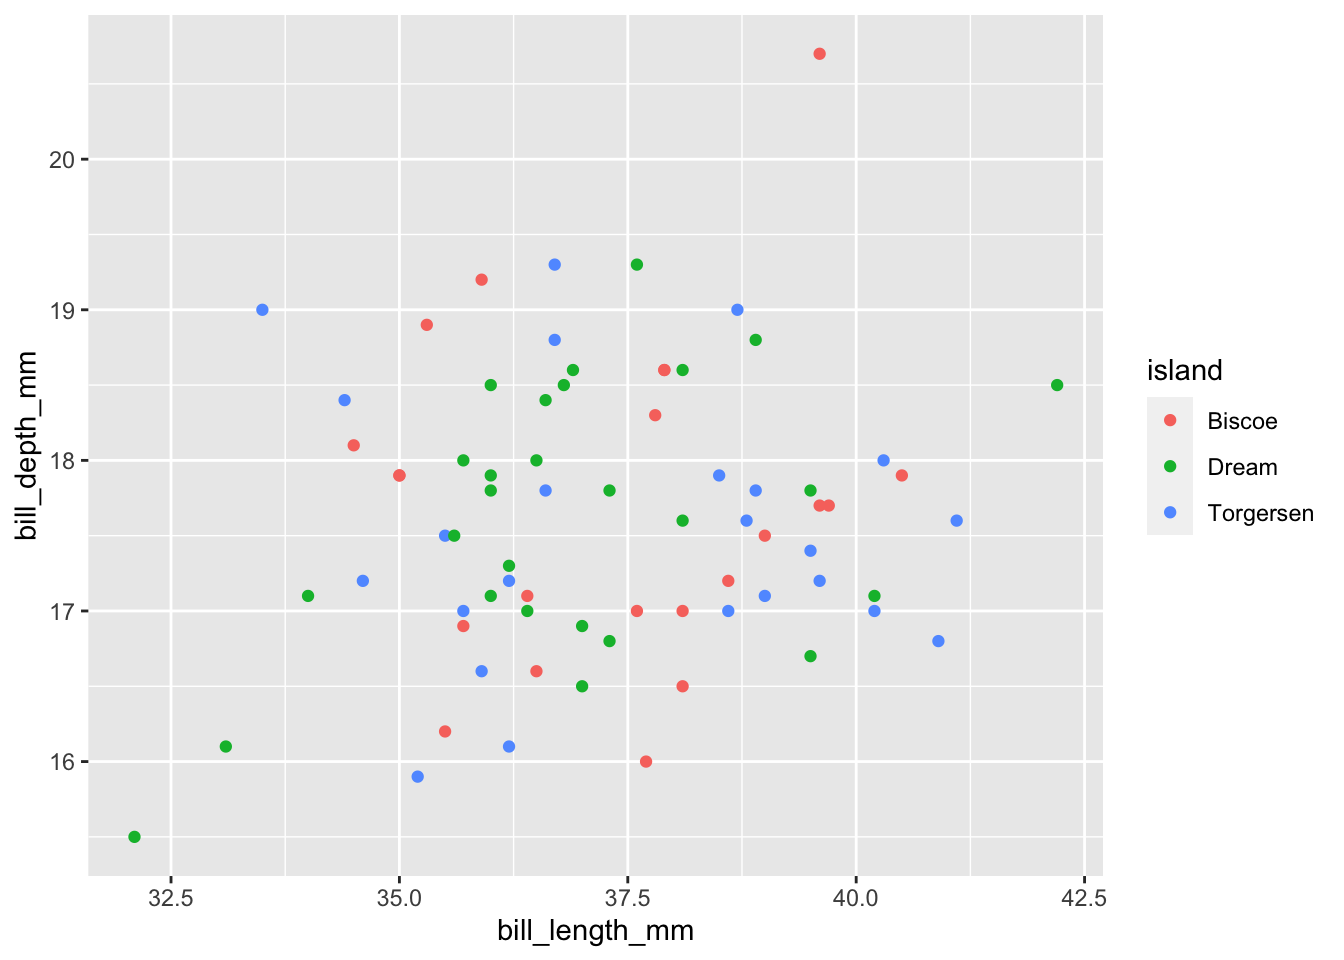 20
19
18
17
16
bill_depth_mm
32.5 35.0 37.5 40.0 42.5
bill_length_mm
island
Biscoe
Dream
Torgersen